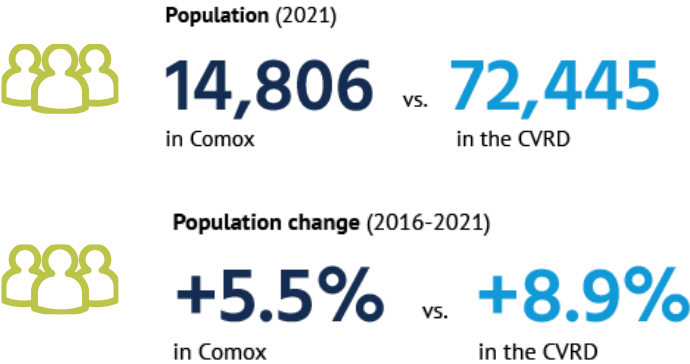 Population (2021)
14,806 vs. 72,445
in Comox in the CVRD
Population change (2016-2021)
+5.5% vs. +8.9%
in Comox in the CVRD